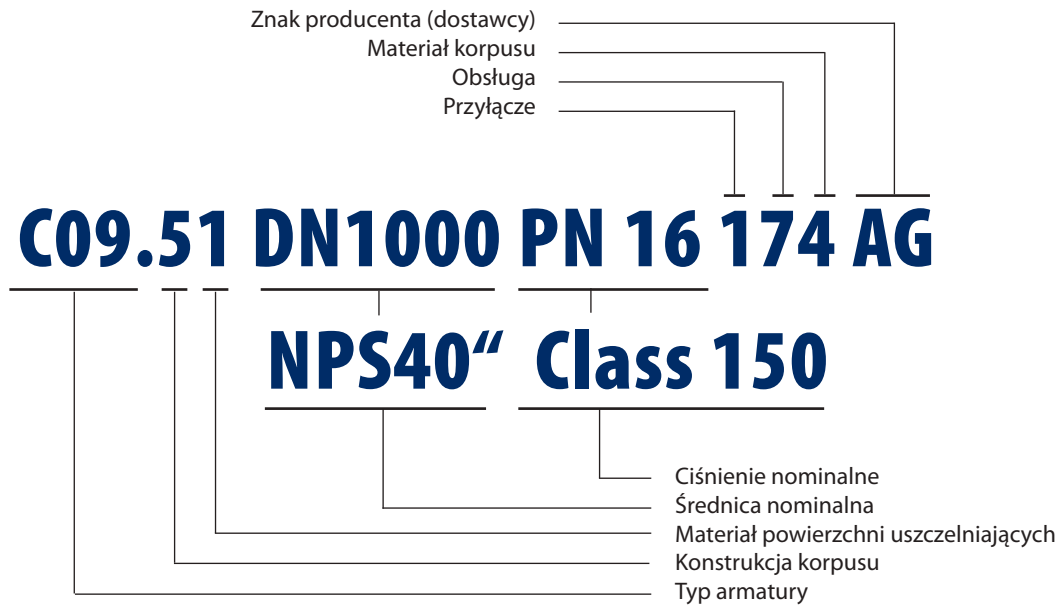 Znak producenta (dostawcy)
Materiał korpusu
Obsługa
Przyłącze
C09.51 DN1000 PN 16 174 AG
NPS40“ Class 150
Ciśnienie nominalne
Średnica nominalna
Materiał powierzchni uszczelniających
Konstrukcja korpusu
Typ armatury